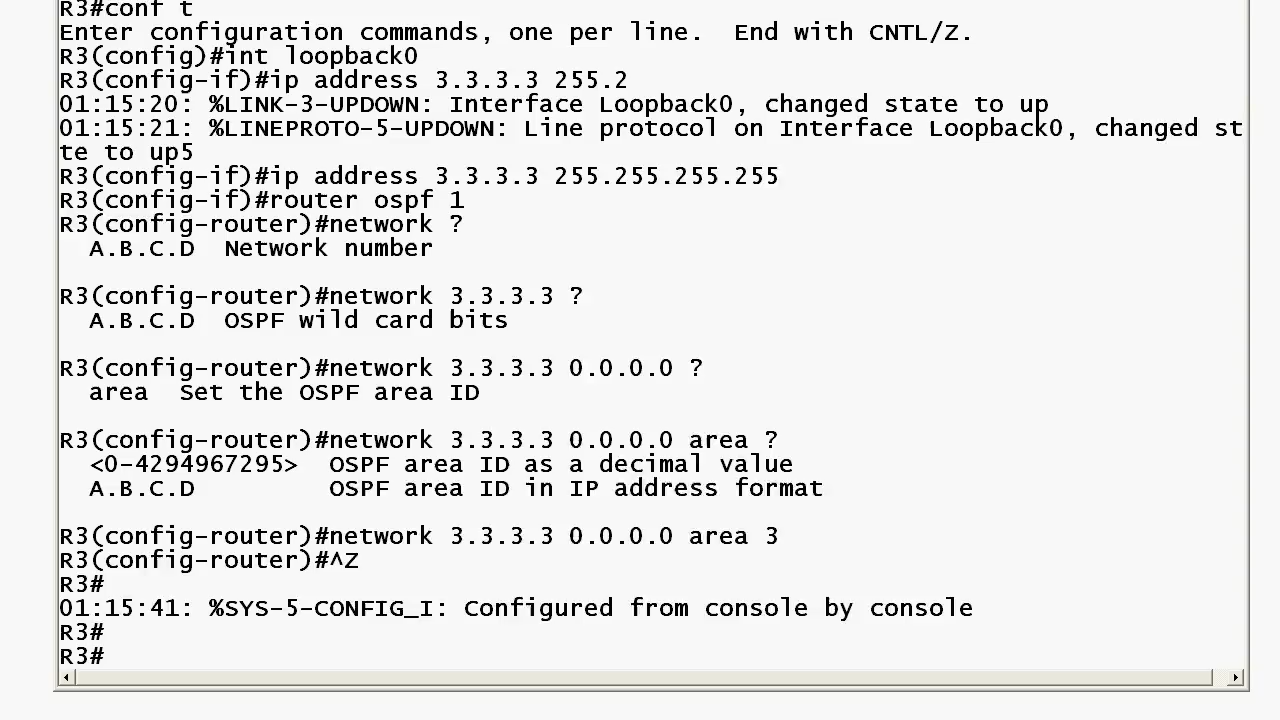 R3#conf t
Enter configuration commands, one per line.  End with CNTL/Z.
R3(config)#int loopback0
R3(config-if)#ip address 3.3.3.3 255.2
01:15:20: %LINK-3-UPDOWN: Interface Loopback0, changed state to up
01:15:21: %LINEPROTO-5-UPDOWN: Line protocol on Interface Loopback0, changed st
te to up5
R3(config-if)#ip address 3.3.3.3 255.255.255.255
R3(config-if)#router ospf 1
R3(config-router)#network ?
  A.B.C.D  Network number
R3(config-router)#network 3.3.3.3 ?
  A.B.C.D  OSPF wild card bits
R3(config-router)#network 3.3.3.3 0.0.0.0 ?
  area  Set the OSPF area ID
R3(config-router)#network 3.3.3.3 0.0.0.0 area ?
  <0-4294967295>  OSPF area ID as a decimal value
  A.B.C.D         OSPF area ID in IP address format
R3(config-router)#network 3.3.3.3 0.0.0.0 area 3
R3(config-router)#^Z
R3#
01:15:41: %SYS-5-CONFIG_I: Configured from console by console
R3#
R3#